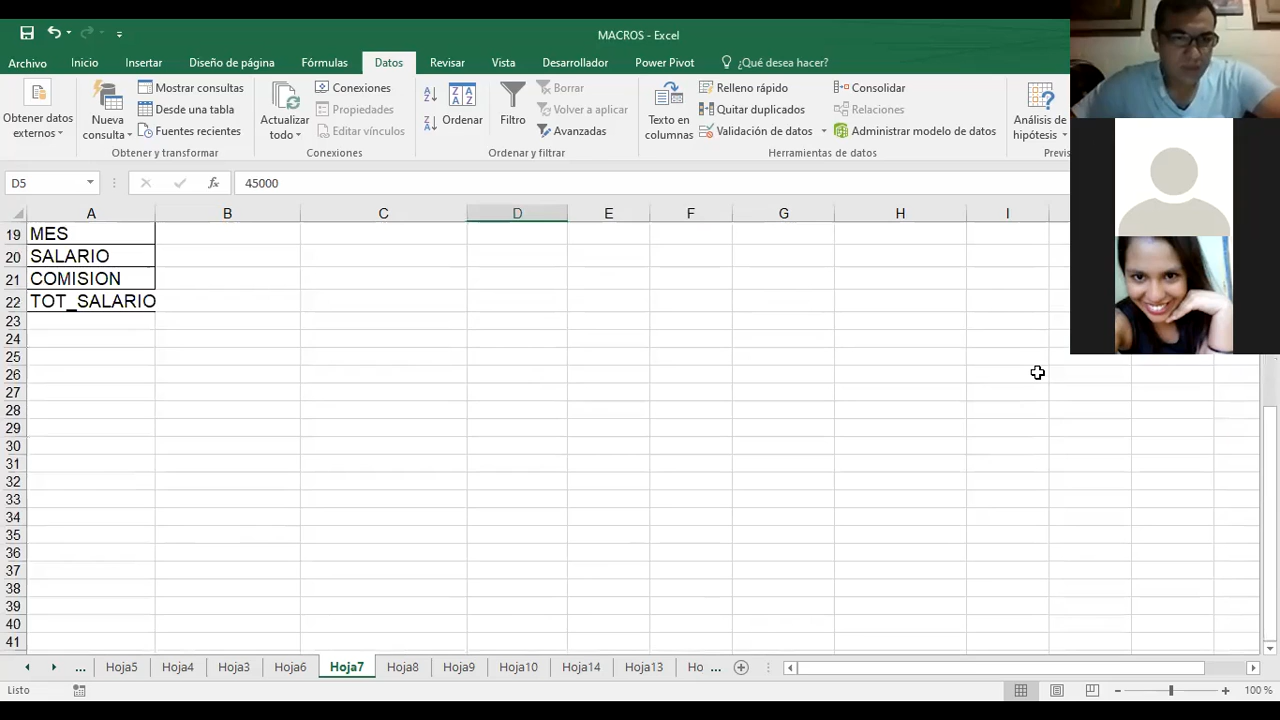 MACROS - Excel
Archivo Inicio Insertar Diseño de página Fórmulas Datos Revisar Vista Desarrollador Power Pivot ¿Qué desea hacer?
Obtener datos externos
Nueva consulta
Mostrar consultas
Desde una tabla
Fuentes recientes
Obtener y transformar
Actualizar todo
Conexiones
Propiedades
Editar vínculos
Conexiones
Ordenar
Filtro
Borrar
Volver a aplicar
Avanzadas
Ordenar y filtrar
Texto en columnas
Relleno rápido
Quitar duplicados
Validación de datos
Consolidar
Relaciones
Administrar modelo de datos
Herramientas de datos
Análisis de hipótesis
Previs
D5 fx 45000
A B C D E F G H I
19 MES
20 SALARIO
21 COMISION
22 TOT_SALARIO
23
24
25
26
27
28
29
30
31
32
33
34
35
36
37
38
39
40
41
... Hoja5 Hoja4 Hoja3 Hoja6 Hoja7 Hoja8 Hoja9 Hoja10 Hoja14 Hoja13 Ho ...
Listo 100 %